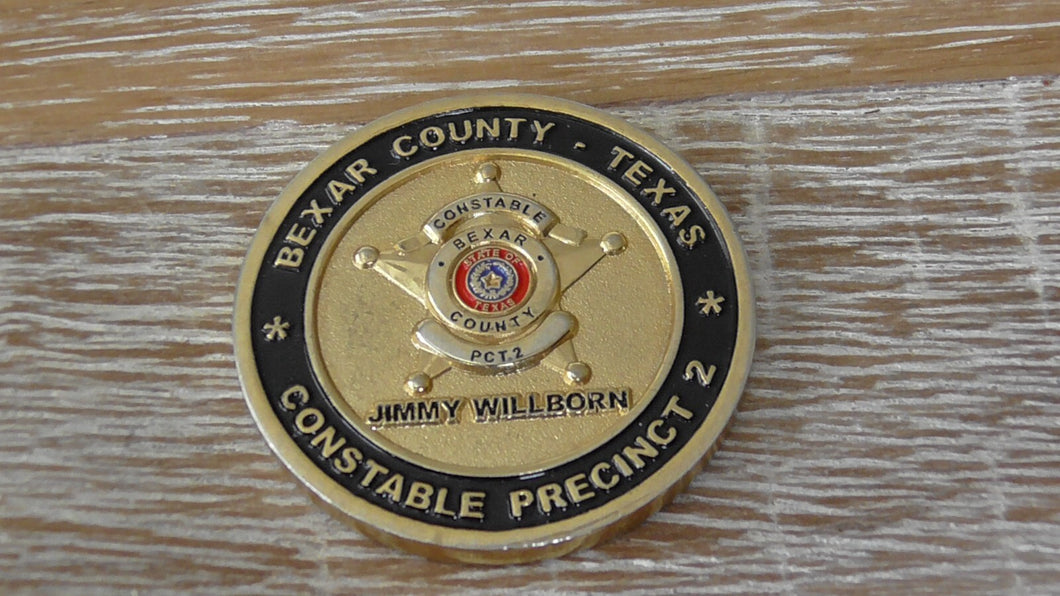 BEXAR COUNTY - TEXAS
CONSTABLE
BEXAR
STATE OF
TEXAS
COUNTY
PCT.2
JIMMY WILLBORN
* CONSTABLE PRECINCT 2 *